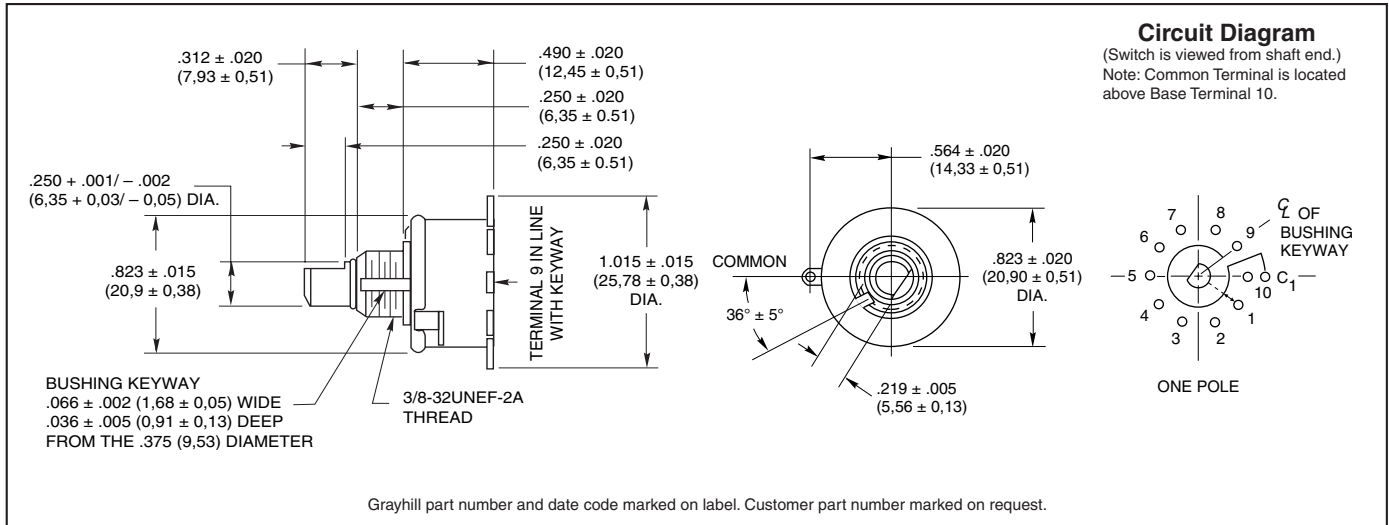 Circuit Diagram
(Switch is viewed from shaft end.)
Note: Common Terminal is located
above Base Terminal 10.
.312 ± .020
(7,93 ± 0,51)
.490 ± .020
(12,45 ± 0,51)
.250 ± .020
(6,35 ± 0.51)
.250 ± .020
(6,35 ± 0.51)
.250 + .001/ – .002
(6,35 + 0,03/ – 0,05) DIA.
.823 ± .015
(20,9 ± 0,38)
TERMINAL 9 IN LINE
WITH KEYWAY
1.015 ± .015
(25,78 ± 0,38)
DIA.
BUSHING KEYWAY
.066 ± .002 (1,68 ± 0,05) WIDE
.036 ± .005 (0,91 ± 0,13) DEEP
FROM THE .375 (9,53) DIAMETER
3/8-32UNEF-2A
THREAD
.564 ± .020
(14,33 ± 0,51)
COMMON
.823 ± .020
(20,90 ± 0,51)
DIA.
36° ± 5°
.219 ± .005
(5,56 ± 0,13)
℄ OF
BUSHING
KEYWAY
7
8
6
9
5
10
C1
4
1
3
2
ONE POLE
Grayhill part number and date code marked on label. Customer part number marked on request.